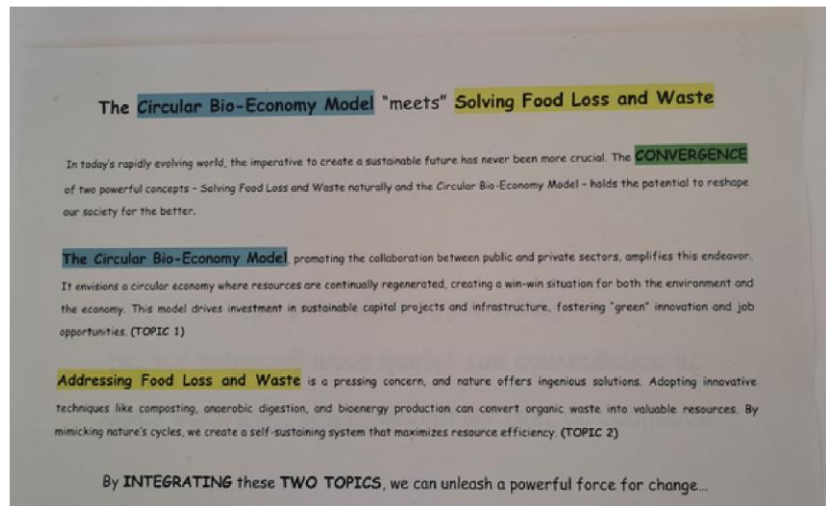 The Circular Bio-Economy Model "meets" Solving Food Loss and Waste
In today's rapidly evolving world, the imperative to create a sustainable future has never been more crucial. The CONVERGENCE
of two powerful concepts - Solving Food Loss and Waste naturally and the Circular Bio-Economy Model - holds the potential to reshape
our society for the better.
The Circular Bio-Economy Model, promoting the collaboration between public and private sectors, amplifies this endeavor.
It envisions a circular economy where resources are continually regenerated, creating a win-win situation for both the environment and
the economy. This model drives investment in sustainable capital projects and infrastructure, fostering "green" innovation and job
opportunities. (TOPIC 1)
Addressing Food Loss and Waste is a pressing concern, and nature offers ingenious solutions. Adopting innovative
techniques like composting, anaerobic digestion, and bioenergy production can convert organic waste into valuable resources. By
mimicking nature's cycles, we create a self-sustaining system that maximizes resource efficiency. (TOPIC 2)
By INTEGRATING these TWO TOPICS, we can unleash a powerful force for change...